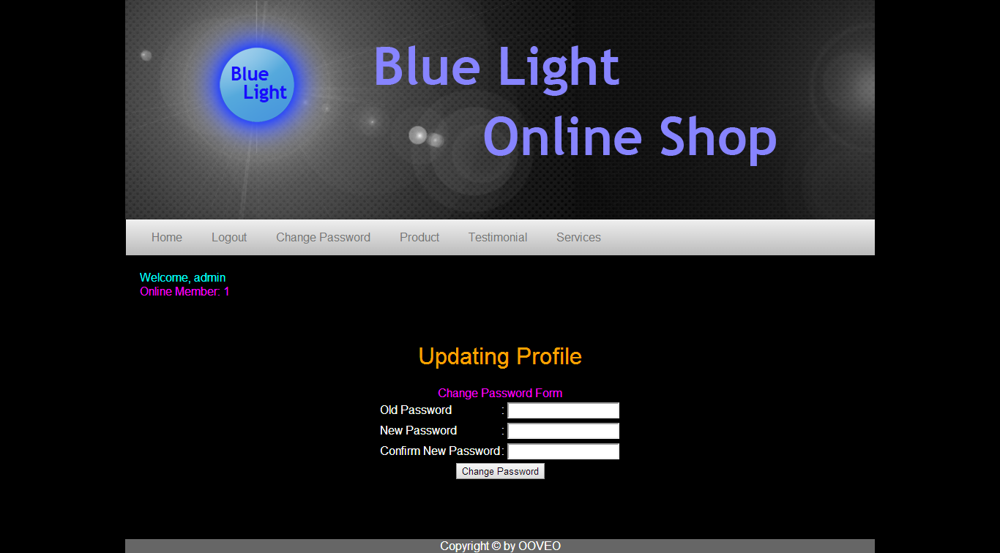 Blue
Light
Blue Light
Online Shop
Home Logout Change Password Product Testimonial Services
Welcome, admin
Online Member: 1
Updating Profile
Change Password Form
Old Password :
New Password :
Confirm New Password :
Change Password
Copyright © by OOVEO